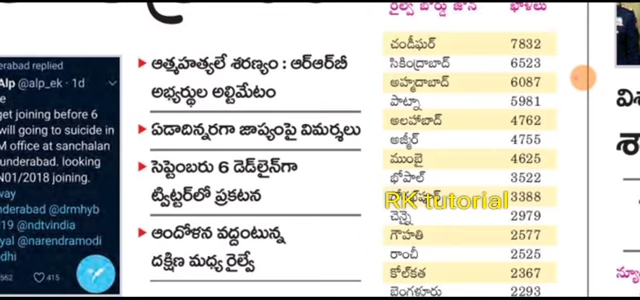 erabad replied
Alp @alp_ek · 1d
e
get joining before 6
will going to suicide in
M office at sanchalan
underabad. looking
N01/2018 joining.
way
nderabad @drmhyb
19 @ndtvindia
yal @narendramodi
dhi
562 415
▸ ఆత్మహత్యలే శరణ్యం : ఆర్ఆర్‌బీ
అభ్యర్థుల అల్టిమేటం
▸ ఏడాదిన్నరగా జాప్యంపై విమర్శలు
▸ సెప్టెంబరు 6 డెడ్‌లైన్‌గా
ట్విట్టర్‌లో ప్రకటన
▸ ఆందోళన వద్దంటున్న
దక్షిణ మధ్య రైల్వే
రైల్వే బోర్డు జోన్ ఖాళీలు
చండీఘర్ 7832
సికింద్రాబాద్ 6523
అహ్మదాబాద్ 6087
పాట్నా 5981
అలహాబాద్ 4762
అజ్మీర్ 4755
ముంబై 4625
భోపాల్ 3522
3388
RK tutorial
చెన్నై 2979
గౌహతి 2577
రాంచీ 2525
కోల్‌కత 2367
బెంగళూరు 2293